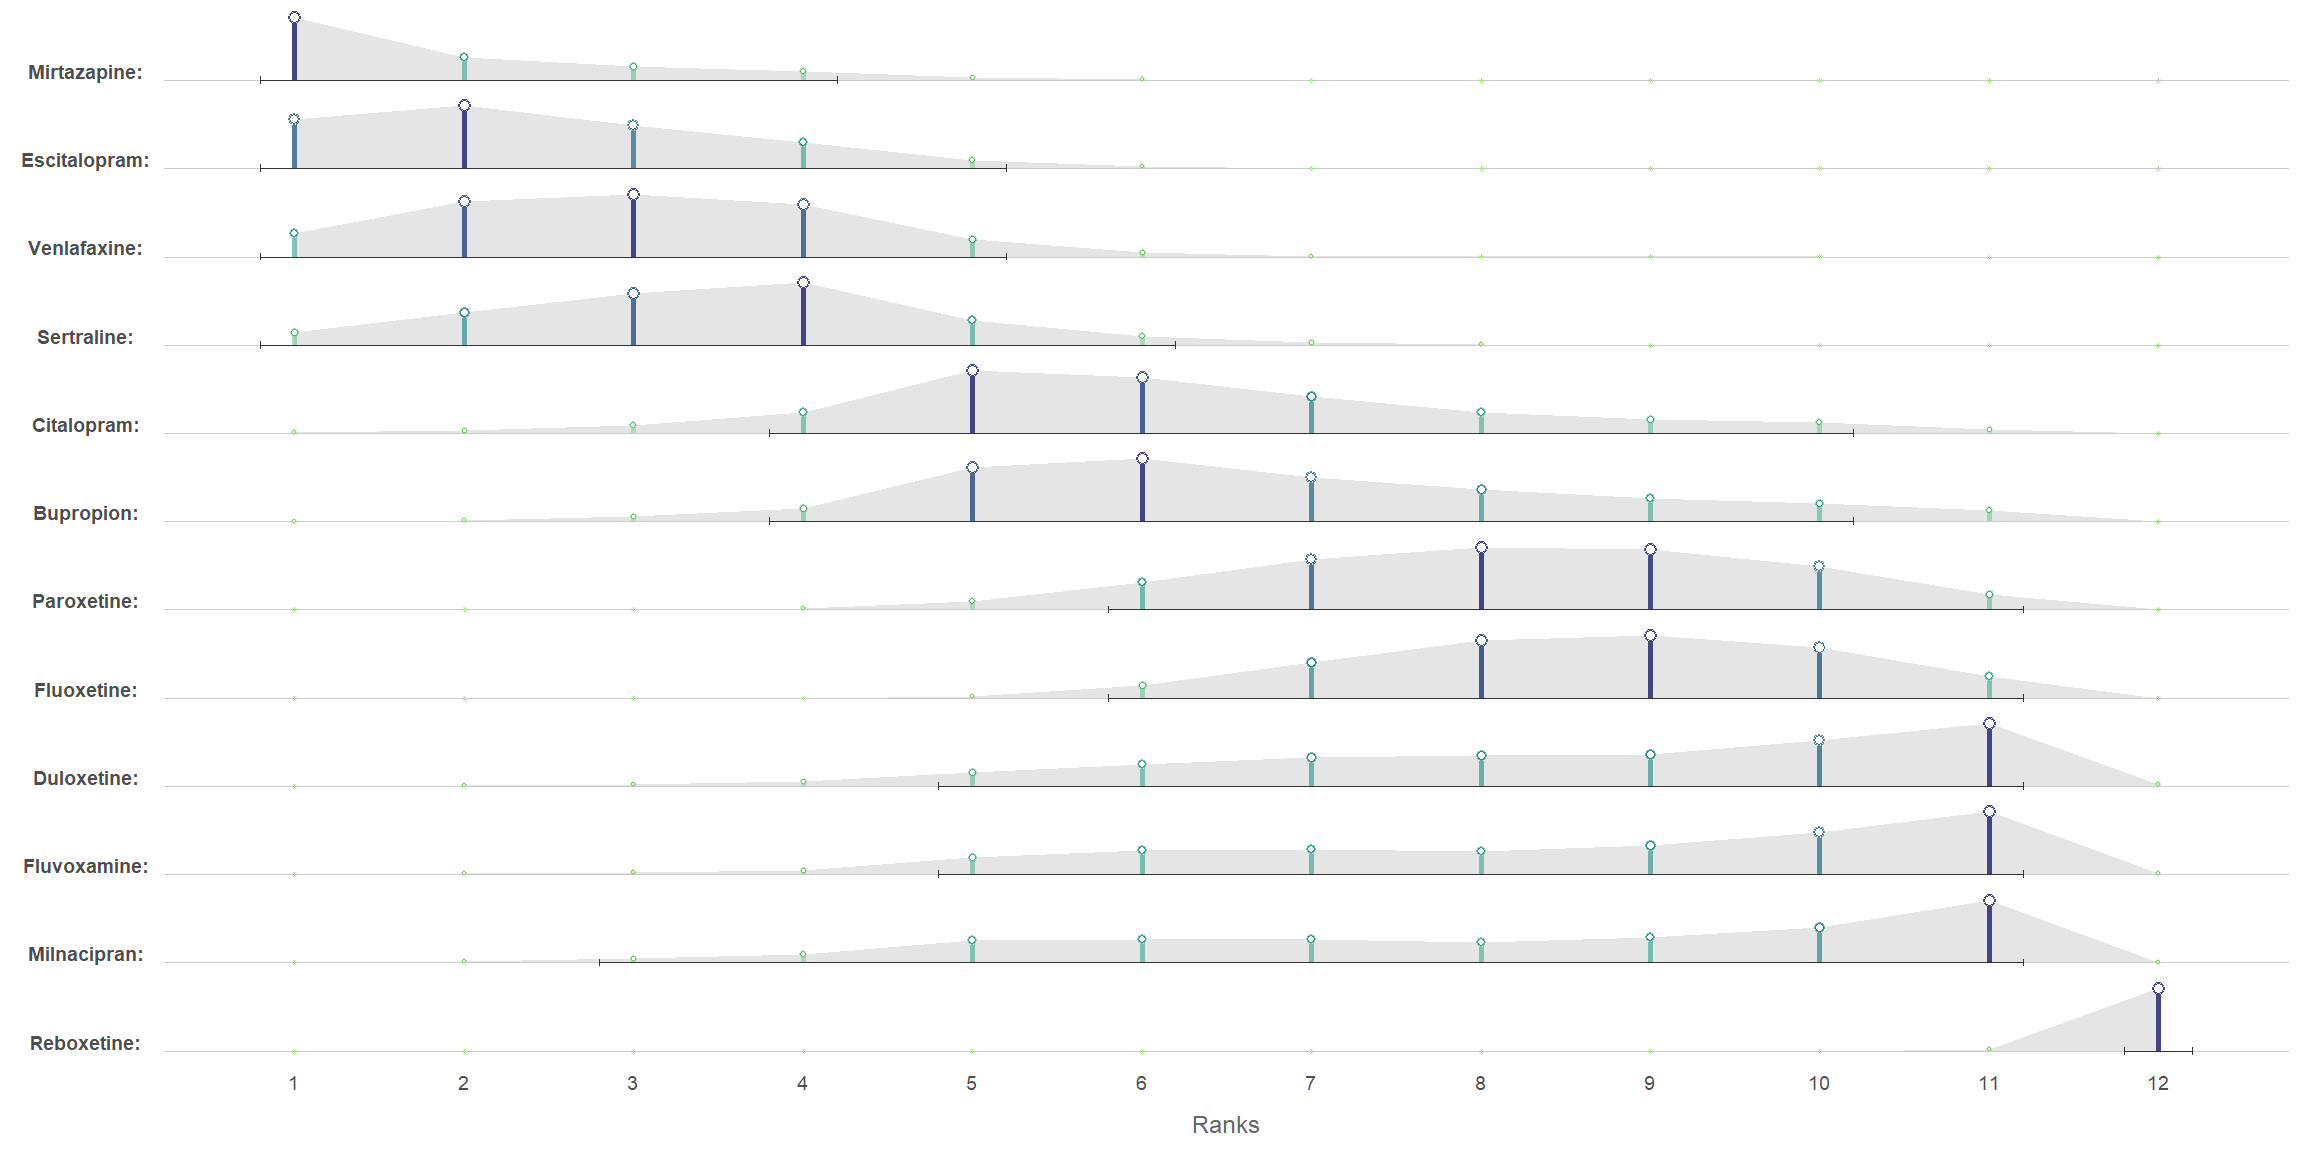 Mirtazapine:
Escitalopram:
Venlafaxine:
Sertraline:
Citalopram:
Bupropion:
Paroxetine:
Fluoxetine:
Duloxetine:
Fluvoxamine:
Milnacipran:
Reboxetine:
1 2 3 4 5 6 7 8 9 10 11 12
Ranks